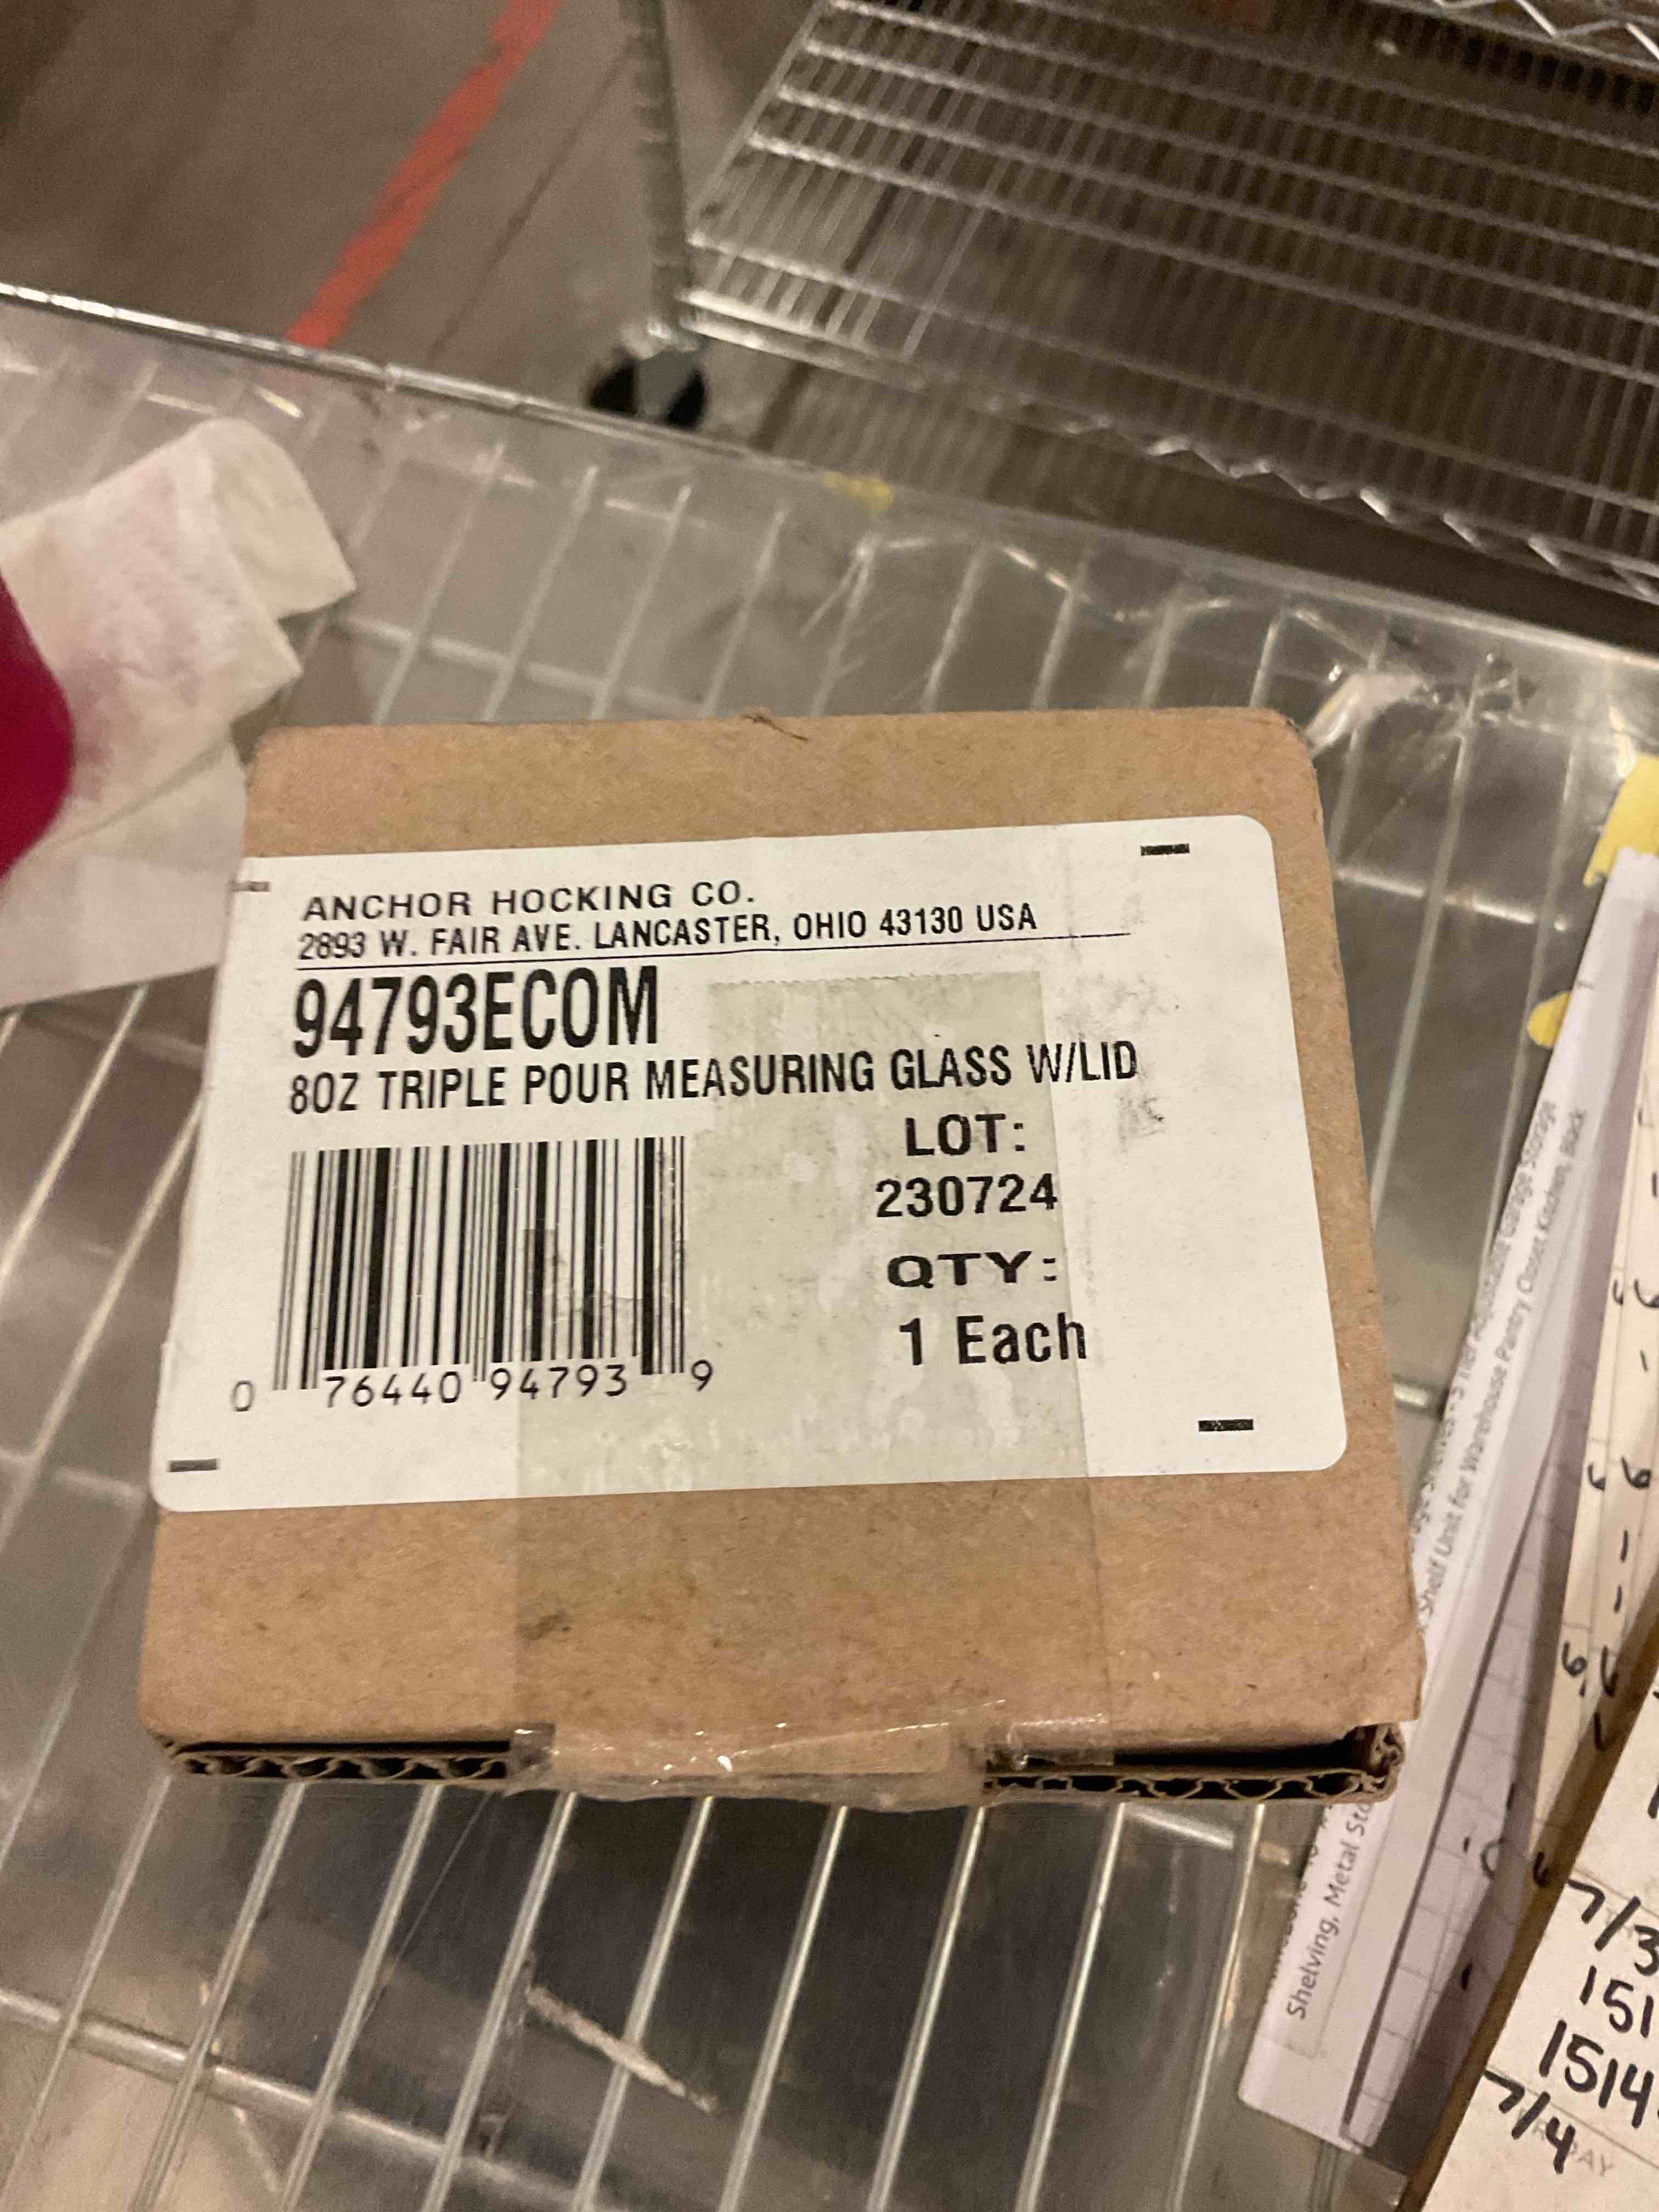 ANCHOR HOCKING CO.
2893 W. FAIR AVE. LANCASTER, OHIO 43130 USA
94793ECOM
8OZ TRIPLE POUR MEASURING GLASS W/LID
LOT:
230724
QTY:
1 Each
0 76440 94793 9
Shelf Unit for Warehouse Pantry Closet Kitchen, Black
Shelving, Metal
7/3
151
1514
7/4